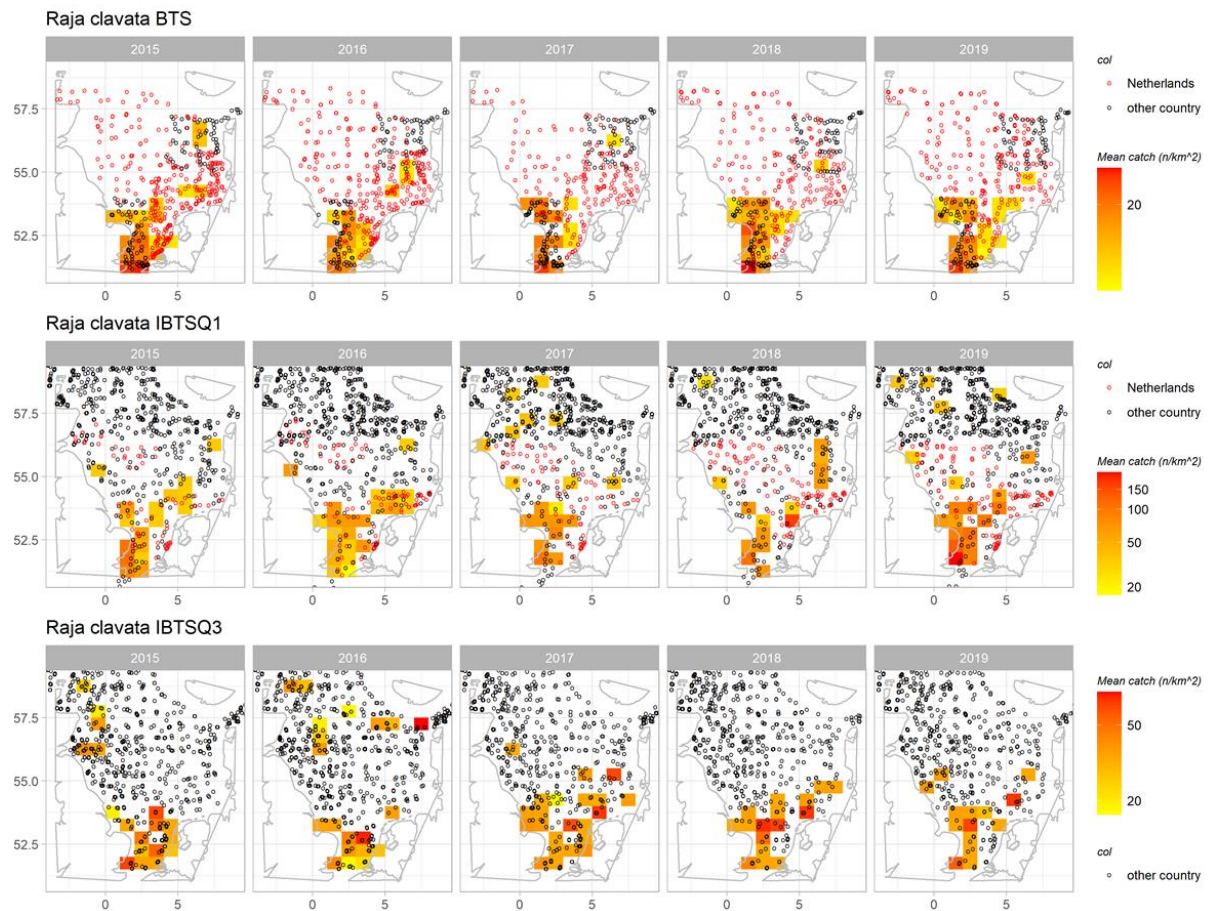 Raja clavata BTS
2015 2016 2017 2018 2019
57.5
55.0
52.5
0 5 0 5 0 5 0 5 0 5
col
Netherlands
other country
Mean catch (n/km^2)
20
Raja clavata IBTSQ1
2015 2016 2017 2018 2019
57.5
55.0
52.5
0 5 0 5 0 5 0 5 0 5
col
Netherlands
other country
Mean catch (n/km^2)
150
100
50
20
Raja clavata IBTSQ3
2015 2016 2017 2018 2019
57.5
55.0
52.5
0 5 0 5 0 5 0 5 0 5
Mean catch (n/km^2)
50
20
col
other country